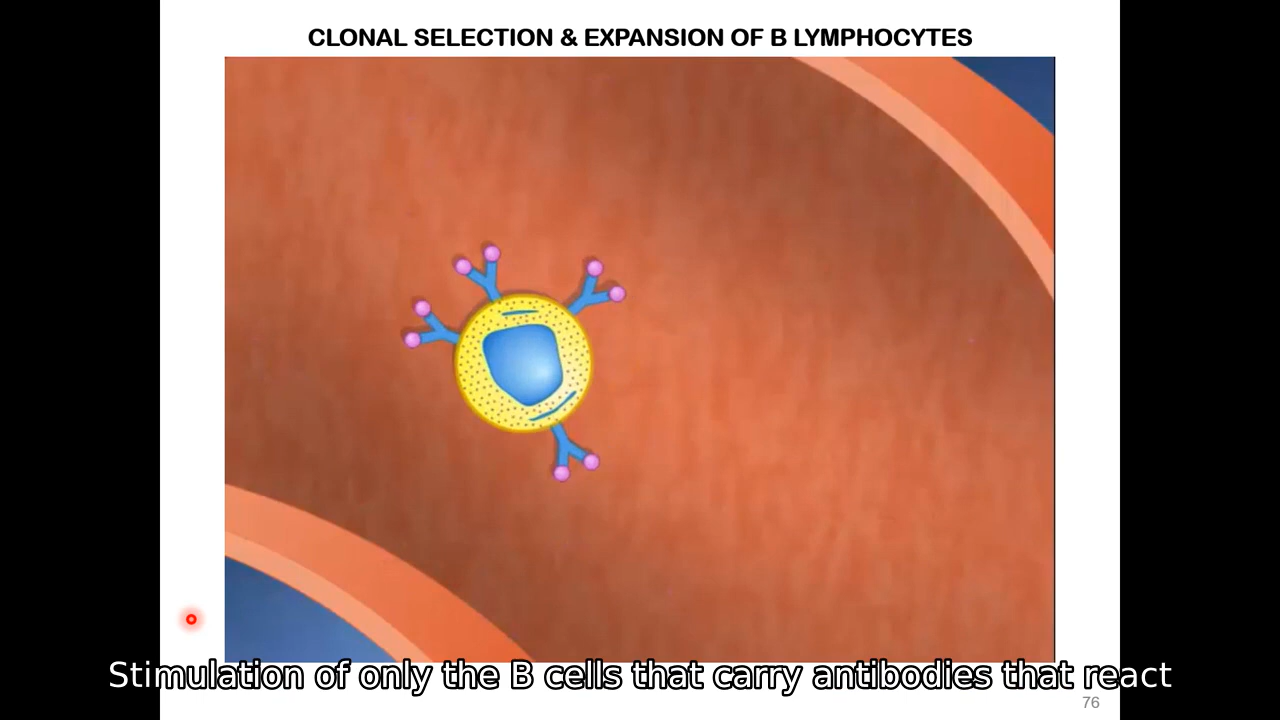 CLONAL SELECTION & EXPANSION OF B LYMPHOCYTES
Stimulation of only the B cells that carry antibodies that react
76